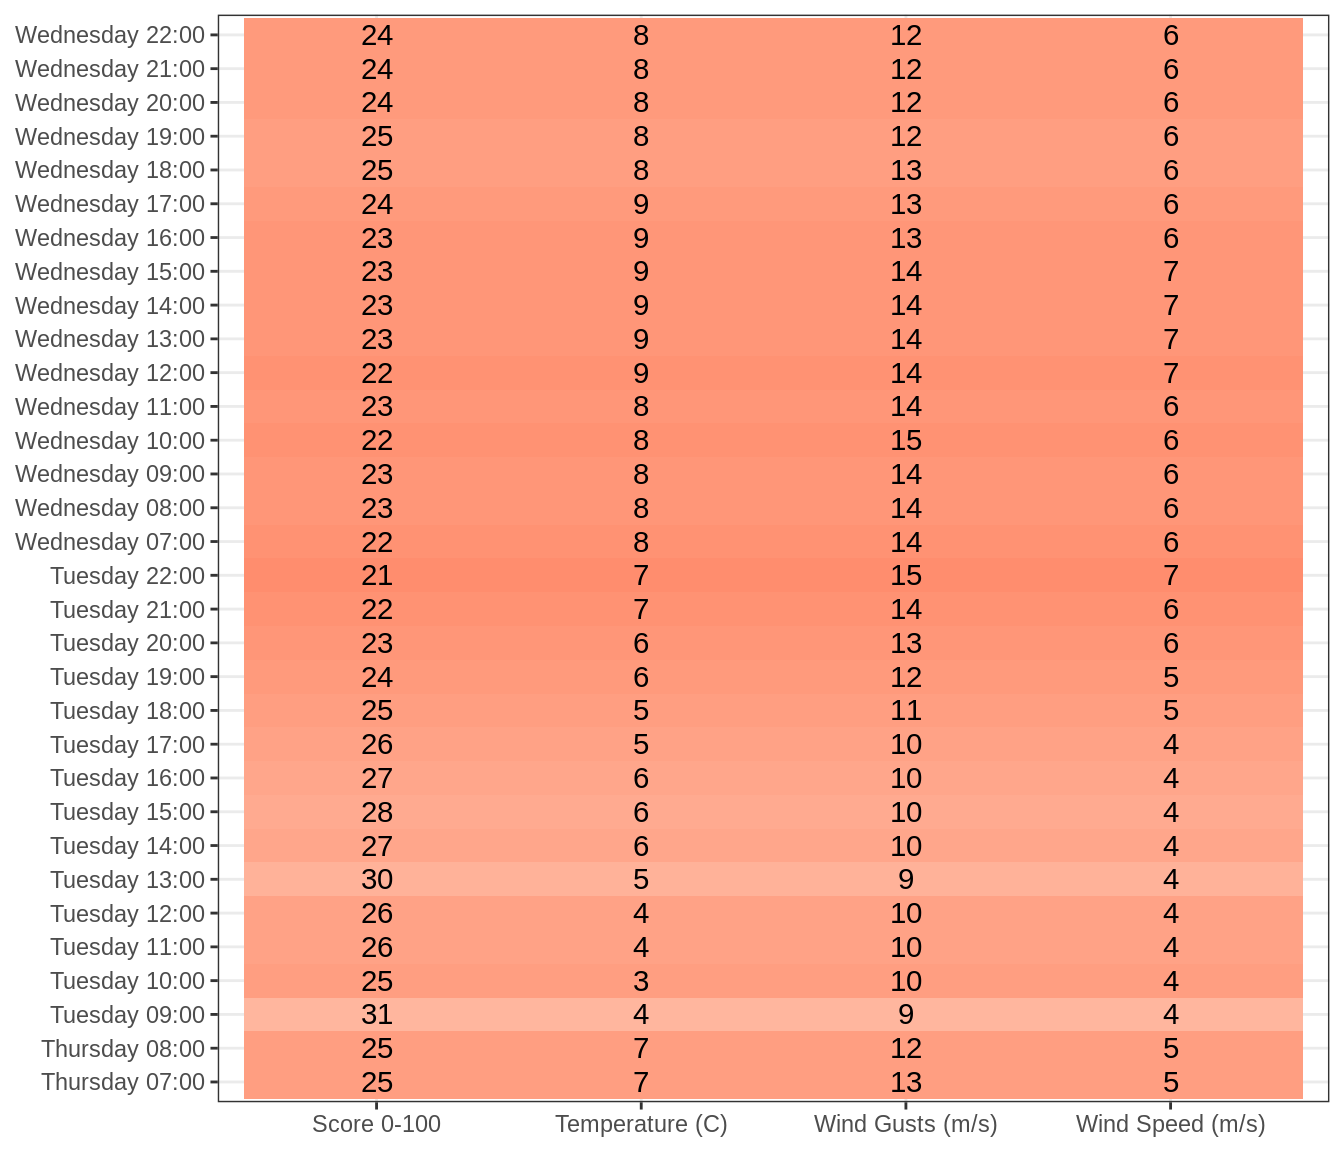 Wednesday 22:00 24 8 12 6
Wednesday 21:00 24 8 12 6
Wednesday 20:00 24 8 12 6
Wednesday 19:00 25 8 12 6
Wednesday 18:00 25 8 13 6
Wednesday 17:00 24 9 13 6
Wednesday 16:00 23 9 13 6
Wednesday 15:00 23 9 14 7
Wednesday 14:00 23 9 14 7
Wednesday 13:00 23 9 14 7
Wednesday 12:00 22 9 14 7
Wednesday 11:00 23 8 14 6
Wednesday 10:00 22 8 15 6
Wednesday 09:00 23 8 14 6
Wednesday 08:00 23 8 14 6
Wednesday 07:00 22 8 14 6
Tuesday 22:00 21 7 15 7
Tuesday 21:00 22 7 14 6
Tuesday 20:00 23 6 13 6
Tuesday 19:00 24 6 12 5
Tuesday 18:00 25 5 11 5
Tuesday 17:00 26 5 10 4
Tuesday 16:00 27 6 10 4
Tuesday 15:00 28 6 10 4
Tuesday 14:00 27 6 10 4
Tuesday 13:00 30 5 9 4
Tuesday 12:00 26 4 10 4
Tuesday 11:00 26 4 10 4
Tuesday 10:00 25 3 10 4
Tuesday 09:00 31 4 9 4
Thursday 08:00 25 7 12 5
Thursday 07:00 25 7 13 5
Score 0-100 Temperature (C) Wind Gusts (m/s) Wind Speed (m/s)